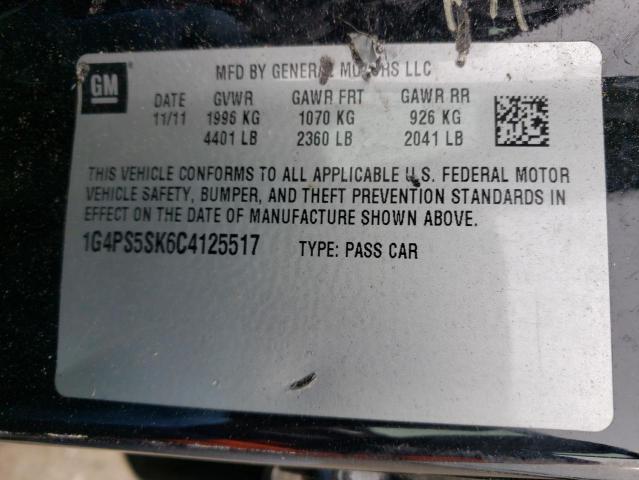 GM
MFD BY GENERAL MOTORS LLC
DATE GVWR GAWR FRT GAWR RR
11/11 1996 KG 1070 KG 926 KG
4401 LB 2360 LB 2041 LB
THIS VEHICLE CONFORMS TO ALL APPLICABLE U.S. FEDERAL MOTOR
VEHICLE SAFETY, BUMPER, AND THEFT PREVENTION STANDARDS IN
EFFECT ON THE DATE OF MANUFACTURE SHOWN ABOVE.
1G4PS5SK6C4125517 TYPE: PASS CAR